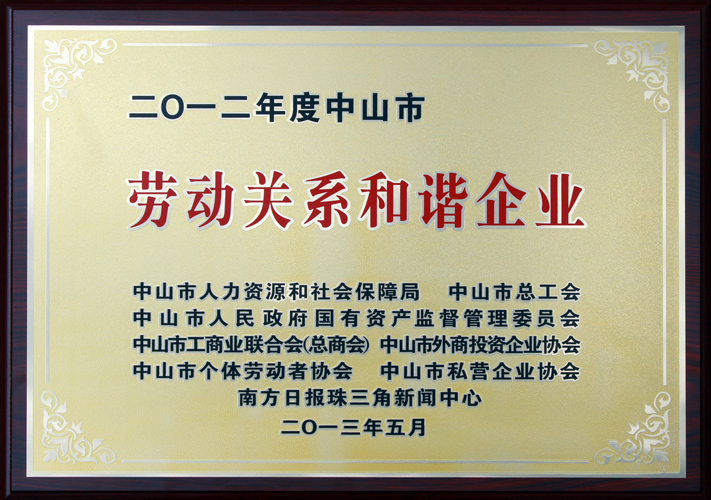 二〇一二年度中山市
劳动关系和谐企业
中山市人力资源和社会保障局 中山市总工会
中山市人民政府国有资产监督管理委员会
中山市工商业联合会(总商会) 中山市外商投资企业协会
中山市个体劳动者协会 中山市私营企业协会
南方日报珠三角新闻中心
二〇一三年五月